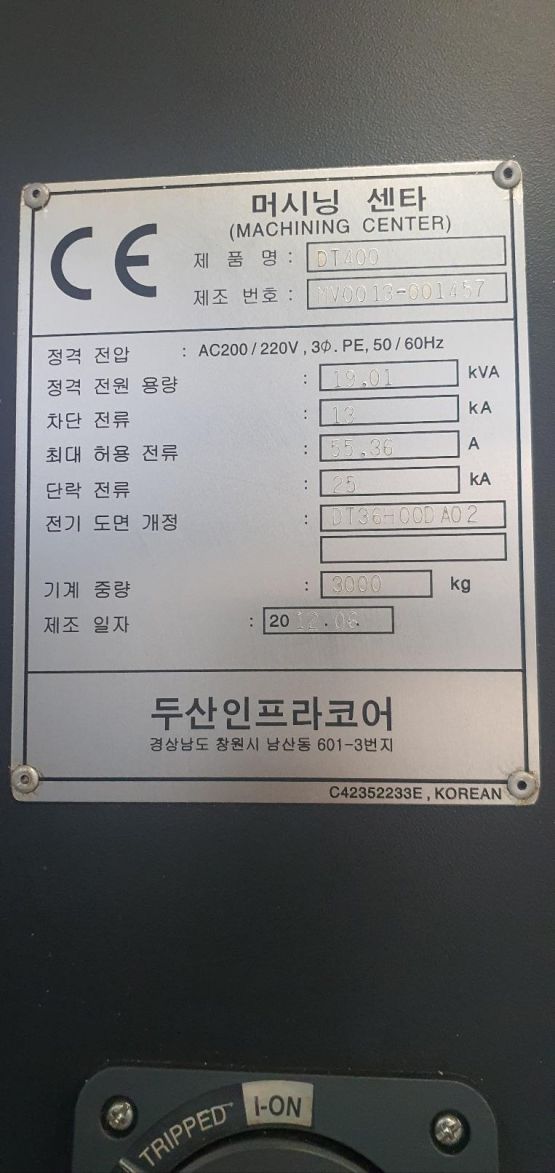 CE
머시닝 센타
(MACHINING CENTER)
제 품 명 : DT400
제조 번호 : MV0013-001457
정격 전압 : AC200/220V, 3Φ. PE, 50/60Hz
정격 전원 용량 : 19.01 kVA
차단 전류 : 13 kA
최대 허용 전류 : 55.36 A
단락 전류 : 25 kA
전기 도면 개정 : DT36H00DA02
기계 중량 : 3000 kg
제조 일자 : 2012.06
두산인프라코어
경상남도 창원시 남산동 601-3번지
C42352233E, KOREAN
I-ON
TRIPPED